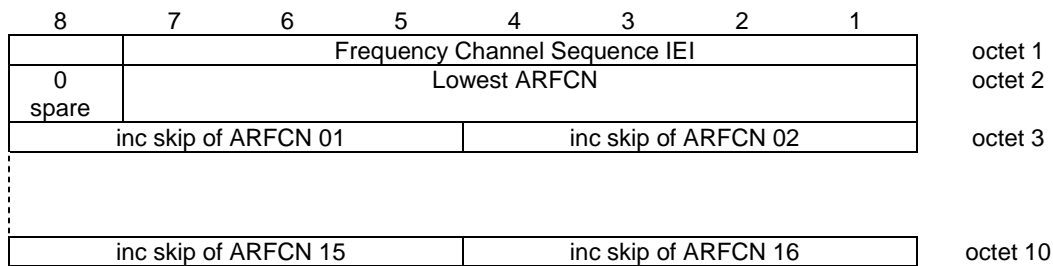 8 7 6 5 4 3 2 1
Frequency Channel Sequence IEI octet 1
0 Lowest ARFCN octet 2
spare
inc skip of ARFCN 01 inc skip of ARFCN 02 octet 3
inc skip of ARFCN 15 inc skip of ARFCN 16 octet 10